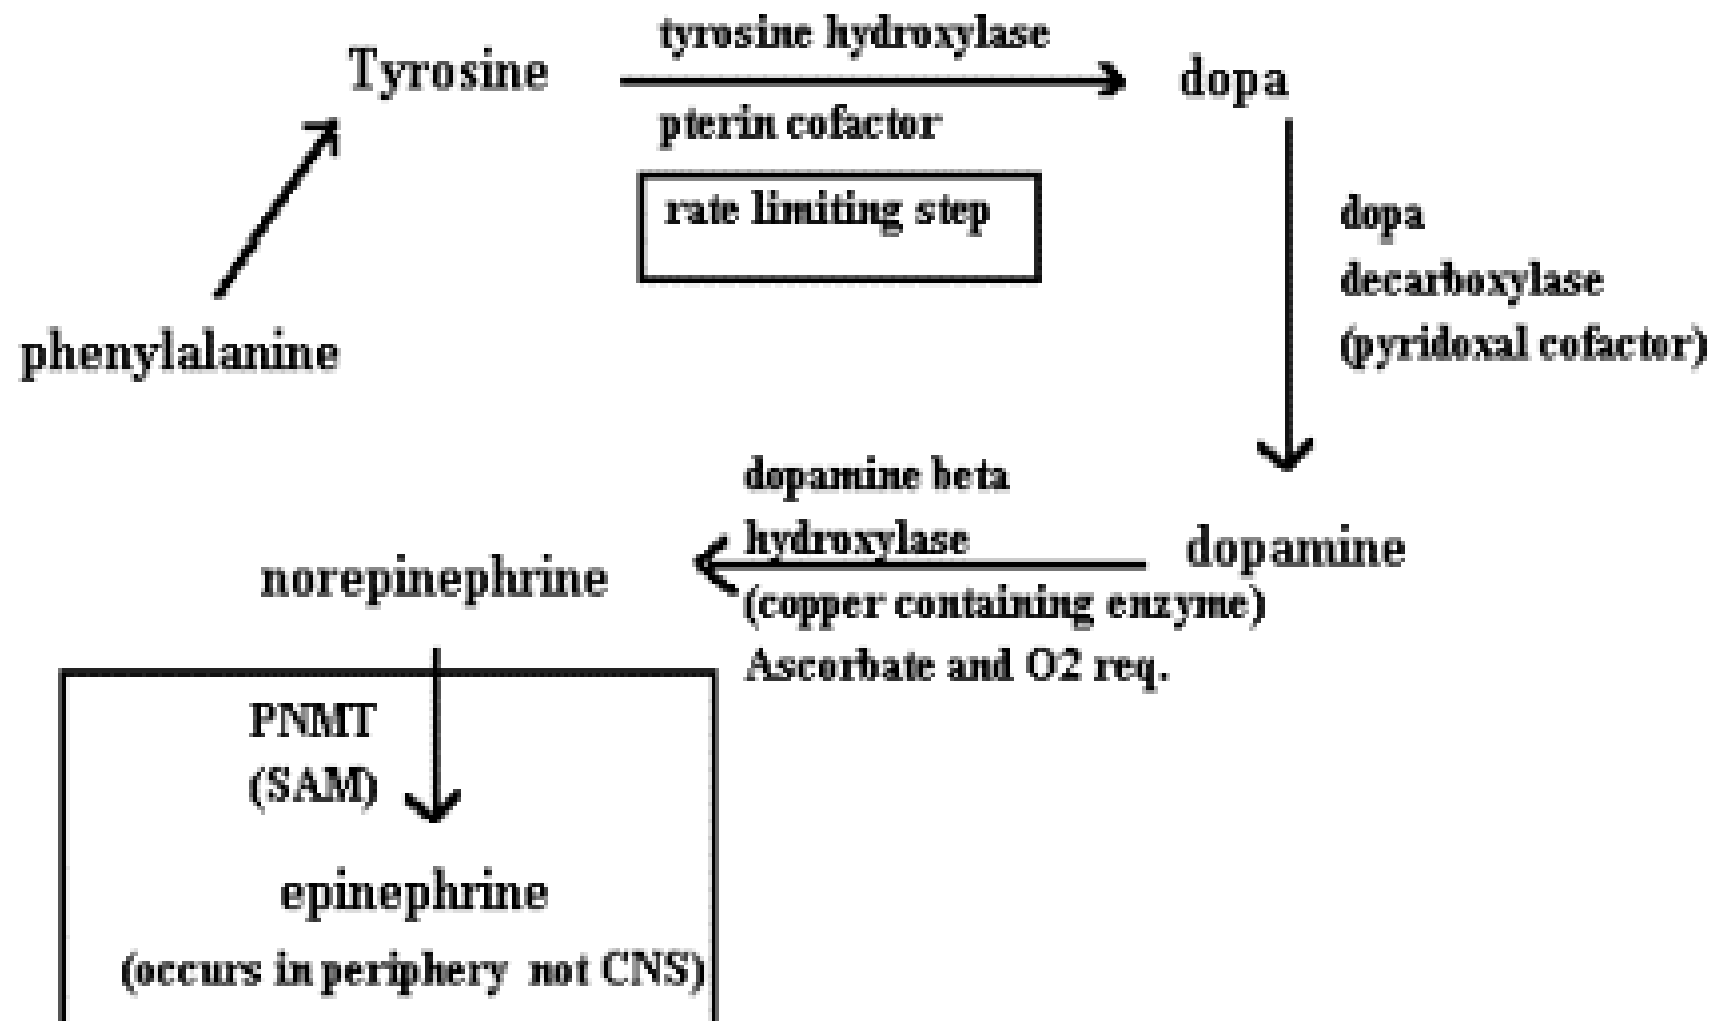 tyrosine hydroxylase
Tyrosine
dopa
pterin cofactor
rate limiting step
dopa
decarboxylase
(pyridoxal cofactor)
phenylalanine
dopamine beta
hydroxylase
dopamine
norepinephrine
(copper containing enzyme)
Ascorbate and O2 req.
PNMT
(SAM)
epinephrine
(occurs in periphery not CNS)